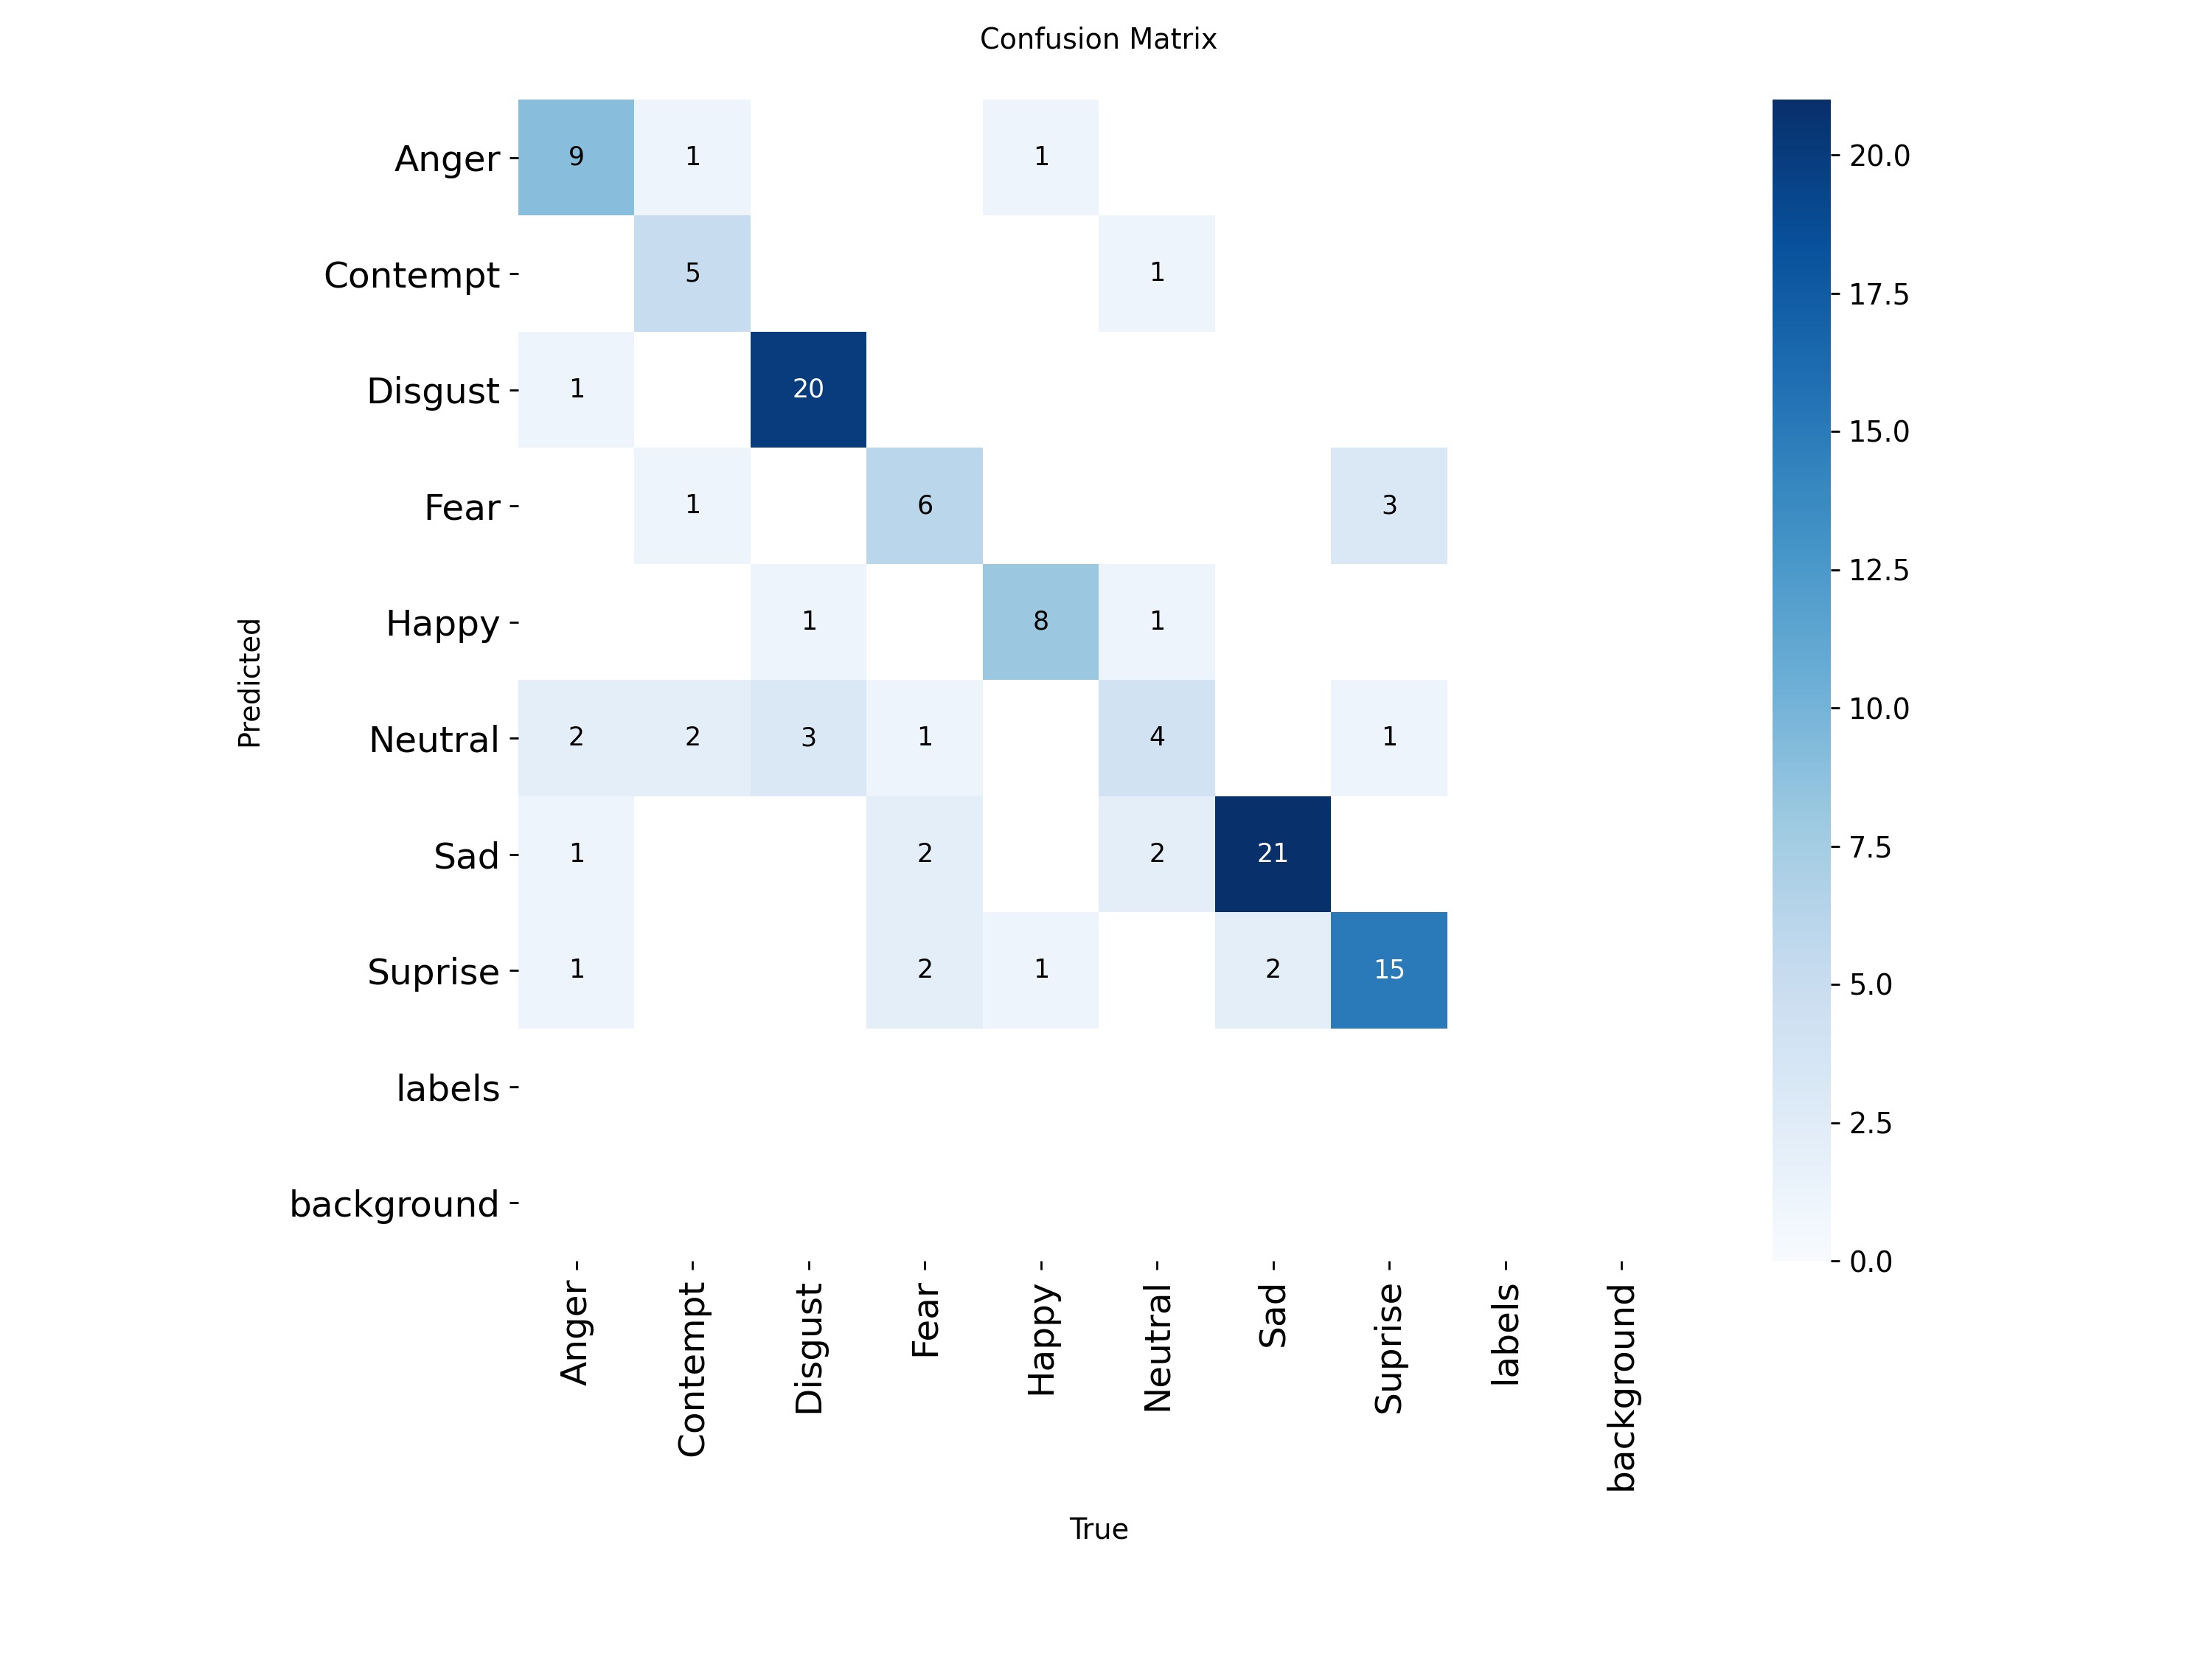 Confusion Matrix
Predicted
Anger 9 1 1
Contempt 5 1
Disgust 1 20
Fear 1 6 3
Happy 1 8 1
Neutral 2 2 3 1 4 1
Sad 1 2 2 21
Suprise 1 2 1 2 15
labels
background
Anger Contempt Disgust Fear Happy Neutral Sad Suprise labels background
True
20.0
17.5
15.0
12.5
10.0
7.5
5.0
2.5
0.0